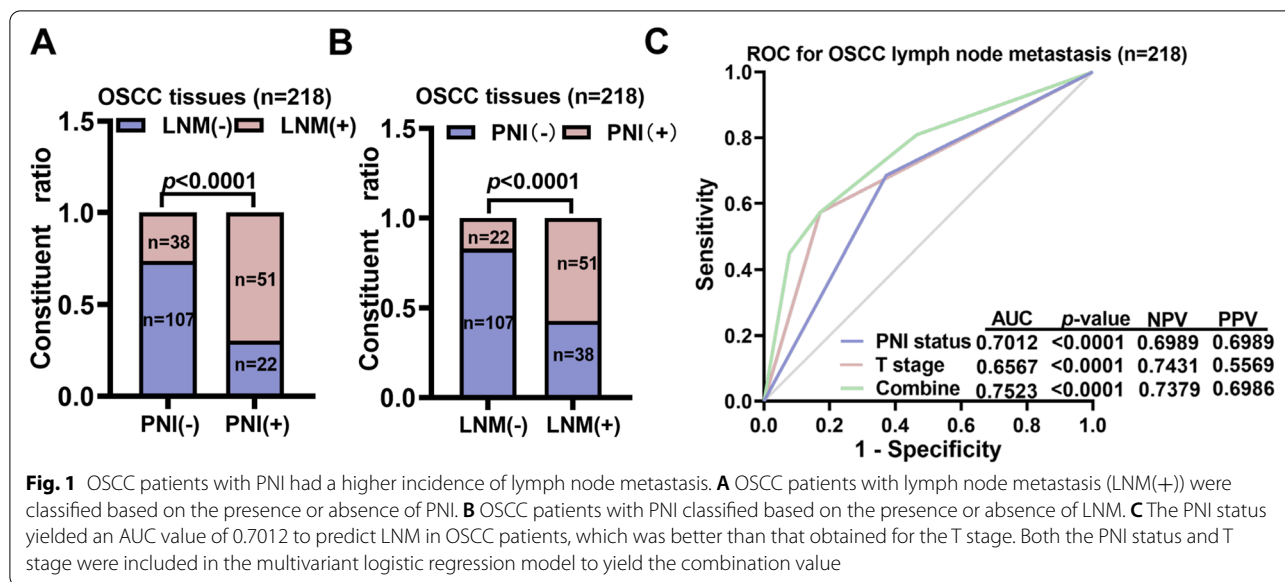 A
OSCC tissues (n=218)
LNM(-) LNM(+)
p<0.0001
Constituent ratio
1.5
1.0
0.5
0.0
n=38
n=107
n=51
n=22
PNI(-) PNI(+)
B
OSCC tissues (n=218)
PNI(-) PNI(+)
p<0.0001
Constituent ratio
1.5
1.0
0.5
0.0
n=22
n=107
n=51
n=38
LNM(-) LNM(+)
C
ROC for OSCC lymph node metastasis (n=218)
Sensitivity
1.0
0.8
0.6
0.4
0.2
0.0
AUC p-value NPV PPV
PNI status 0.7012 <0.0001 0.6989 0.6989
T stage 0.6567 <0.0001 0.7431 0.5569
Combine 0.7523 <0.0001 0.7379 0.6986
0.0 0.2 0.4 0.6 0.8 1.0
1 - Specificity
Fig. 1 OSCC patients with PNI had a higher incidence of lymph node metastasis. A OSCC patients with lymph node metastasis (LNM(+)) were
classified based on the presence or absence of PNI. B OSCC patients with PNI classified based on the presence or absence of LNM. C The PNI status
yielded an AUC value of 0.7012 to predict LNM in OSCC patients, which was better than that obtained for the T stage. Both the PNI status and T
stage were included in the multivariant logistic regression model to yield the combination value